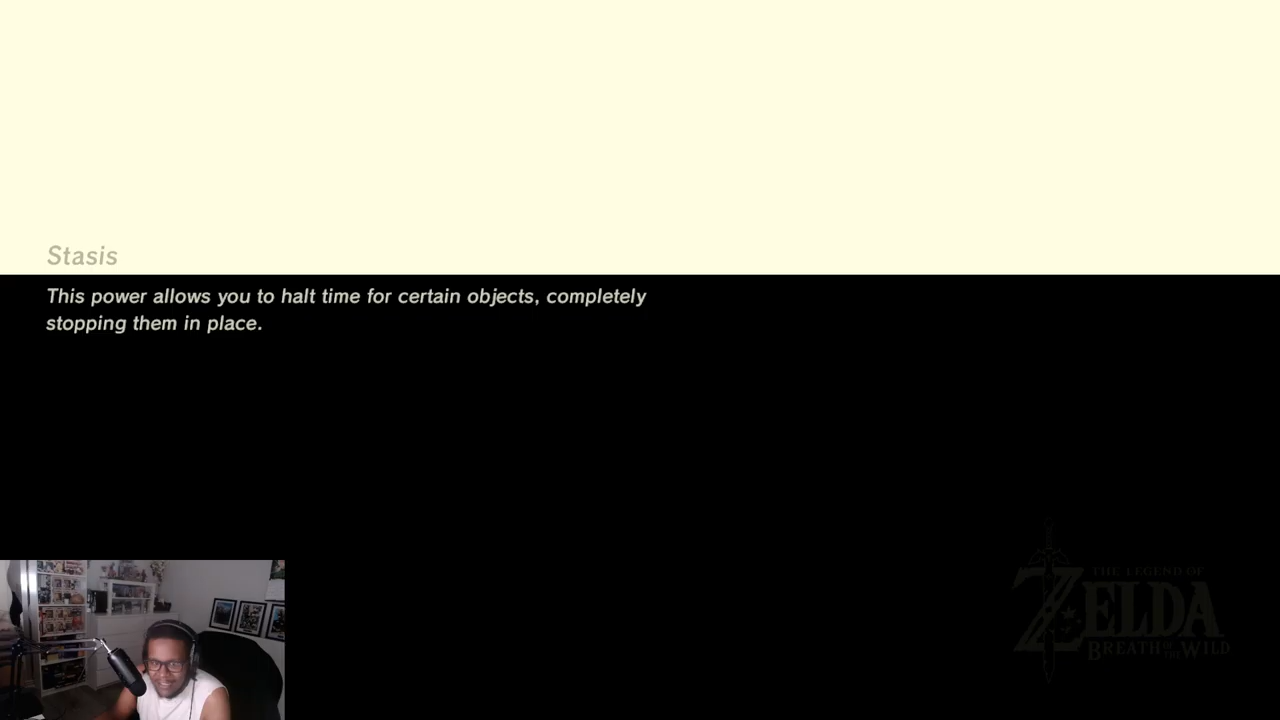 Stasis
This power allows you to halt time for certain objects, completely
stopping them in place.
THE LEGEND OF
ZELDA
BREATH OF THE WILD